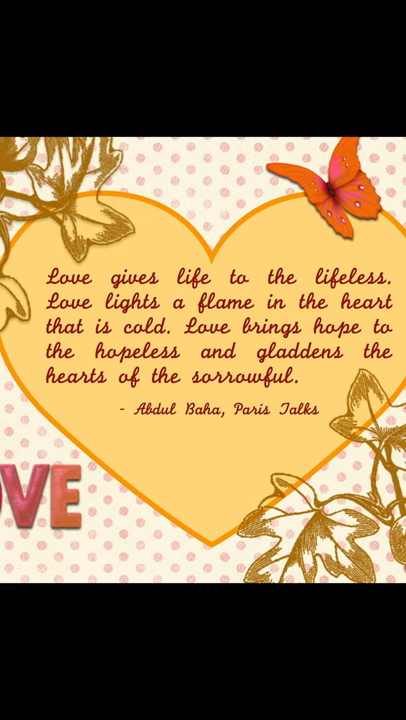 Love gives life to the lifeless.
Love lights a flame in the heart
that is cold. Love brings hope to
the hopeless and gladdens the
hearts of the sorrowful.
- Abdul Baha, Paris Talks
OVE